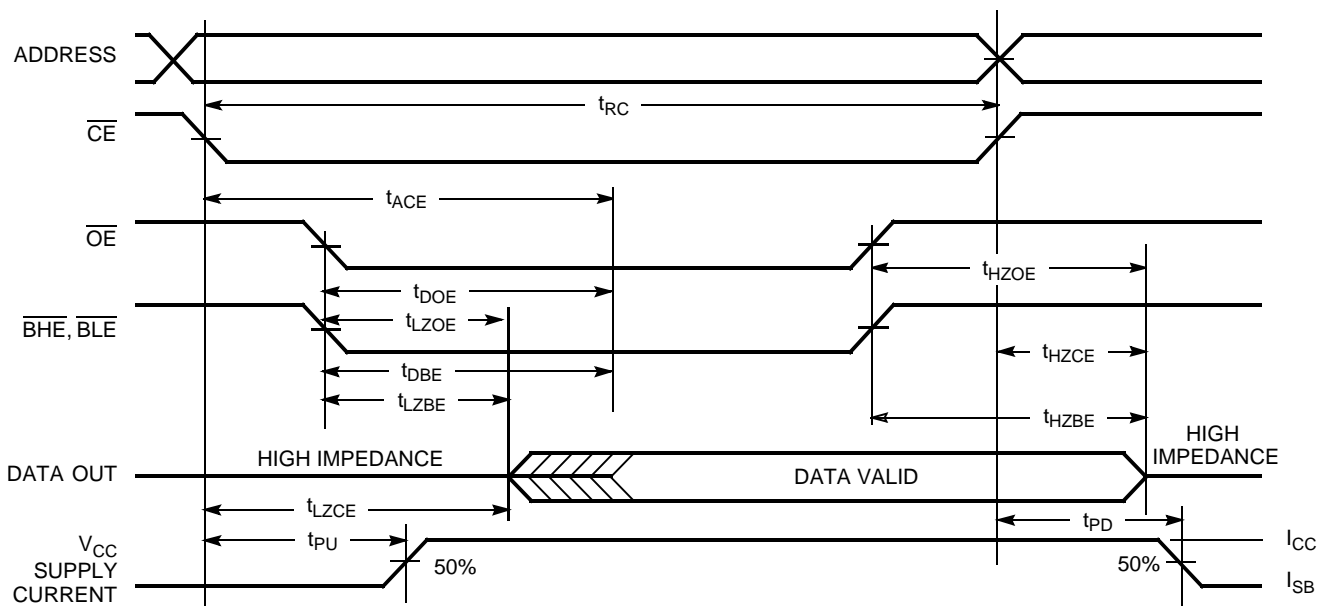 ADDRESS
tRC
CE
tACE
OE
tHZOE
tDOE
tLZOE
BHE, BLE
tHZCE
tDBE
tLZBE
tHZBE
HIGH
IMPEDANCE
HIGH IMPEDANCE
DATA OUT
DATA VALID
tLZCE
tPD
tPU
VCC
SUPPLY
CURRENT
50%
50%
ICC
ISB